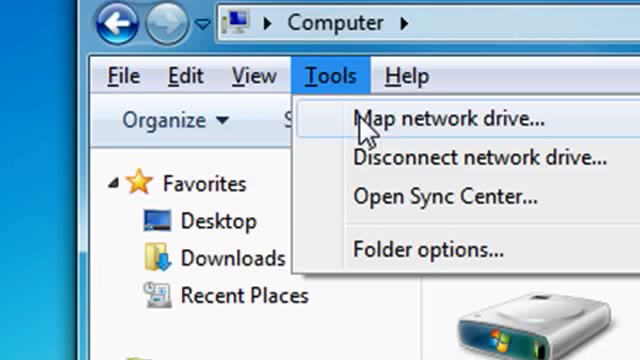 Computer
File Edit View Tools Help
Organize
Map network drive...
Disconnect network drive...
Open Sync Center...
Folder options...
Favorites
Desktop
Downloads
Recent Places